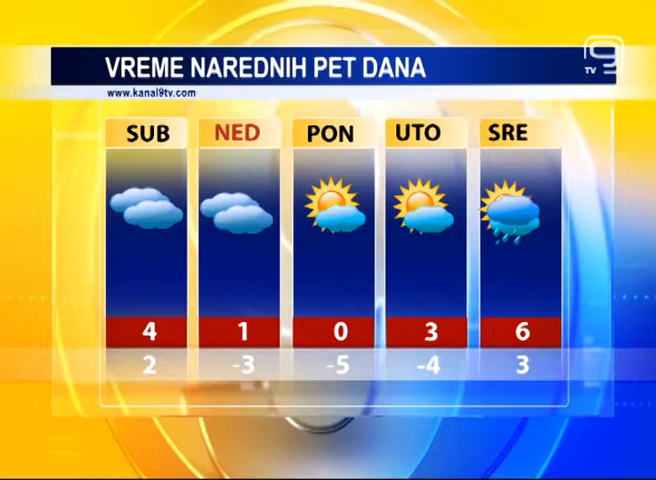 VREME NAREDNIH PET DANA
9
TV
www.kanal9tv.com
SUB NED PON UTO SRE
4 1 0 3 6
2 -3 -5 -4 3